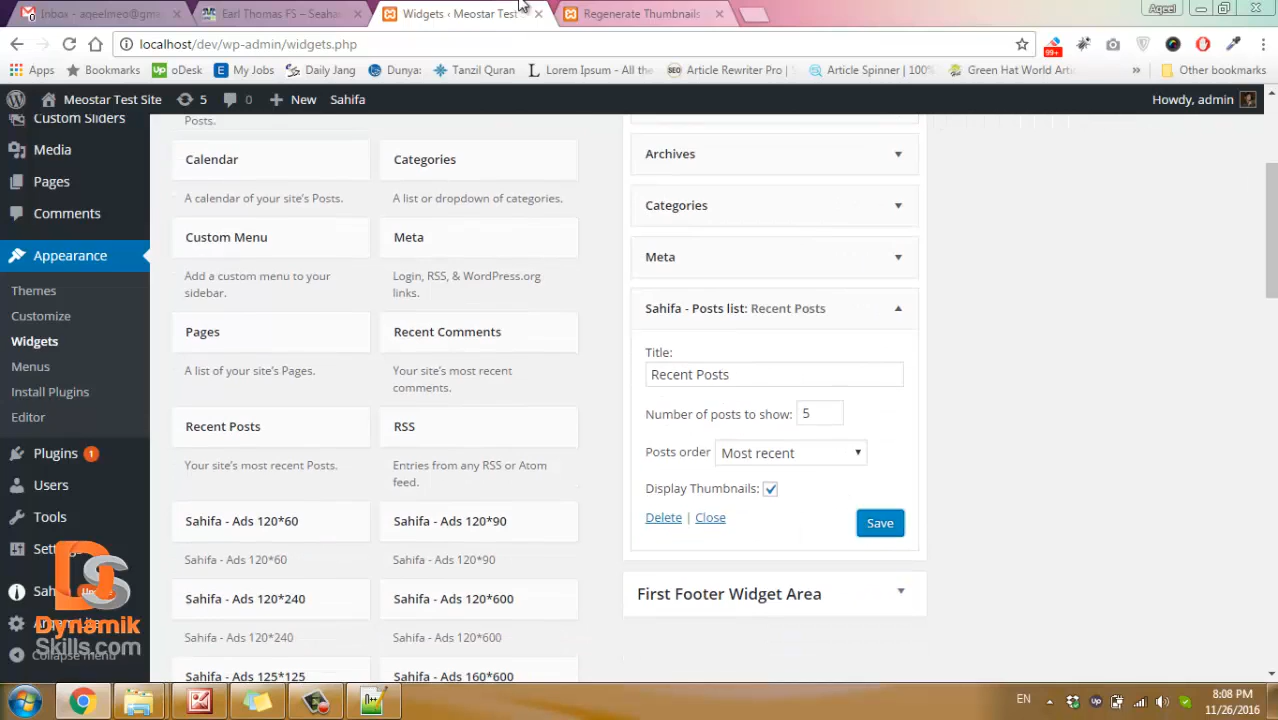 Inbox - aqeelmeo@gm
Earl Thomas FS – Seaha
Widgets ‹ Meostar Test
Regenerate Thumbnails
Aqeel
localhost/dev/wp-admin/widgets.php
99+
Apps
Bookmarks
oDesk
My Jobs
Daily Jang
Dunya:
Tanzil Quran
Lorem Ipsum - All the
Article Rewriter Pro |
Article Spinner | 100%
Green Hat World Arti
»
Other bookmarks
Meostar Test Site
5
0
New
Sahifa
Howdy, admin
Custom Sliders
Media
Pages
Comments
Appearance
Themes
Customize
Widgets
Menus
Install Plugins
Editor
Plugins 1
Users
Tools
Dynamik
Skills.com
Collapse menu
Posts.
Calendar
Categories
A calendar of your site's Posts.
A list or dropdown of categories.
Custom Menu
Meta
Add a custom menu to your
sidebar.
Login, RSS, & WordPress.org
links.
Pages
Recent Comments
A list of your site's Pages.
Your site's most recent
comments.
Recent Posts
RSS
Your site's most recent Posts.
Entries from any RSS or Atom
feed.
Sahifa - Ads 120*60
Sahifa - Ads 120*90
Sahifa - Ads 120*60
Sahifa - Ads 120*90
Sahifa - Ads 120*240
Sahifa - Ads 120*600
Sahifa - Ads 120*240
Sahifa - Ads 120*600
Sahifa - Ads 125*125
Sahifa - Ads 160*600
Archives
Categories
Meta
Sahifa - Posts list: Recent Posts
Title:
Recent Posts
Number of posts to show: 5
Posts order Most recent
Display Thumbnails:
Delete | Close
Save
First Footer Widget Area
EN
8:08 PM
11/26/2016